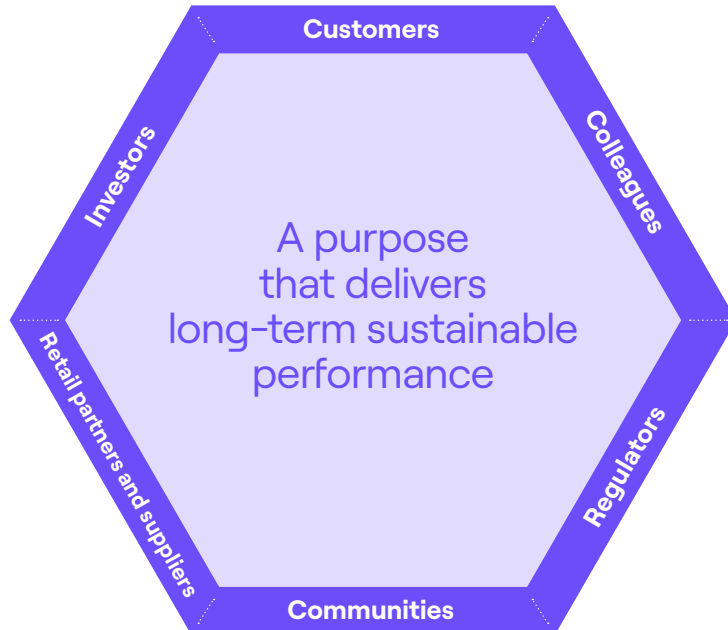 Customers
Colleagues
Investors
A purpose
that delivers
long-term sustainable
performance
Retail partners and suppliers
Regulators
Communities